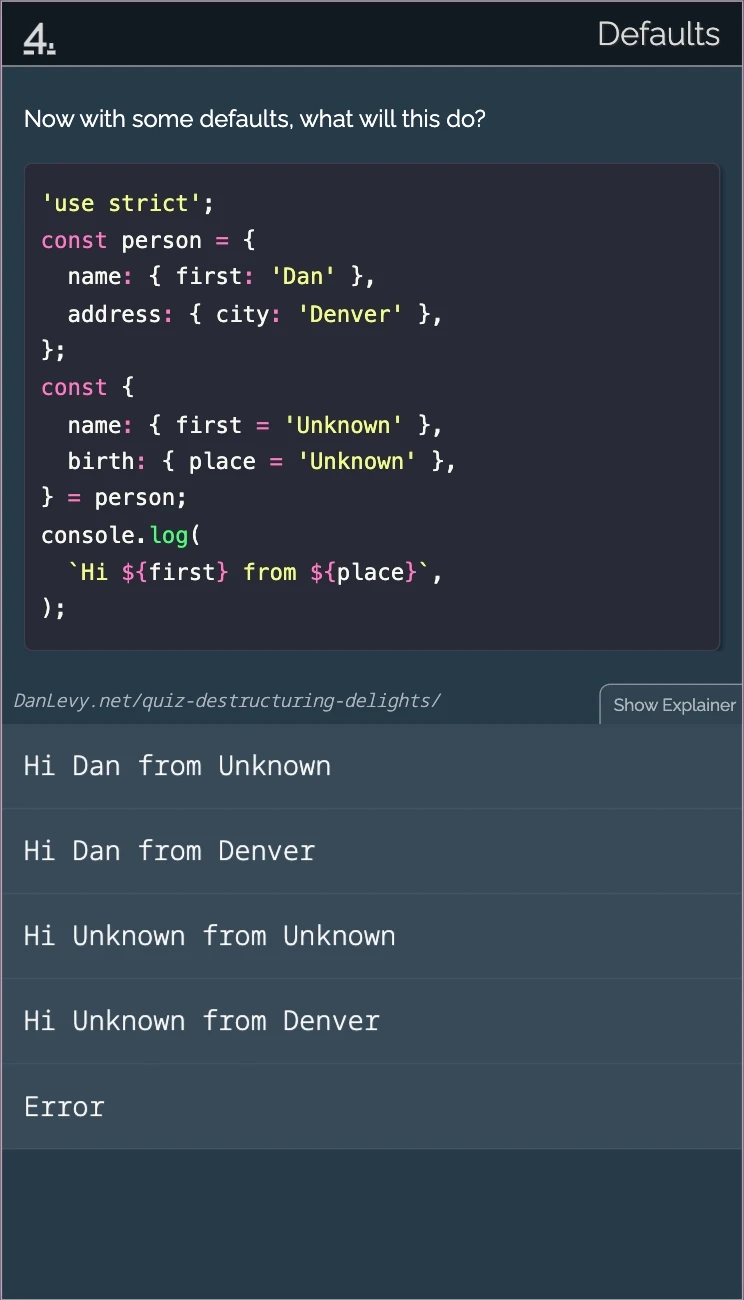 4.
Defaults
Now with some defaults, what will this do?
'use strict';
const person = {
  name: { first: 'Dan' },
  address: { city: 'Denver' },
};
const {
  name: { first = 'Unknown' },
  birth: { place = 'Unknown' },
} = person;
console.log(
  `Hi ${first} from ${place}`,
);
DanLevy.net/quiz-destructuring-delights/
Show Explainer
Hi Dan from Unknown
Hi Dan from Denver
Hi Unknown from Unknown
Hi Unknown from Denver
Error